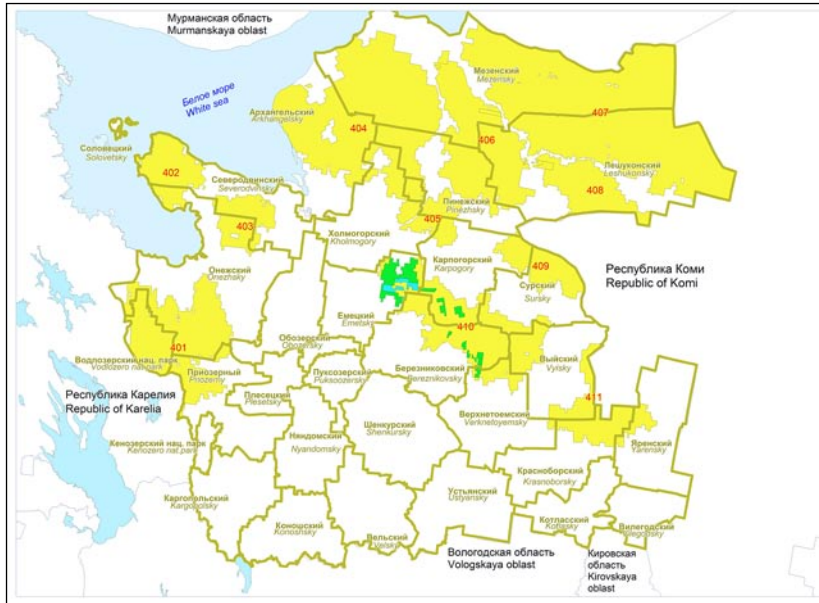 Мурманская область
Murmanskaya oblast
Белое море
White sea
Мезенский
Mezensky
Архангельский
Arkhangelsky
404
406
407
Соловецкий
Solovetsky
402
Северодвинский
Severodvinsky
Лешуконский
Leshukonsky
408
Пинежский
Pinezhsky
403
405
Холмогорский
Kholmogory
Карпогорский
Karpogory
409
Онежский
Onezhsky
Сурский
Sursky
Республика Коми
Republic of Komi
Емецкий
Emetsky
410
401
Обозерский
Obozersky
Водлозерский нац. парк
Vodlozero nat.park
Приозерный
Priozerny
Пуксозерский
Puksoozersky
Березниковский
Bereznikovsky
Выйский
Vyisky
Республика Карелия
Republic of Karelia
Плесецкий
Plesetsky
411
Верхнетоемский
Verknetoyemsky
Шенкурский
Shenkursky
Кенозерский нац. парк
Kenozero nat.park
Няндомский
Nyandomsky
Яренский
Yarensky
Красноборский
Krasnoborsky
Каргопольский
Kargopolsky
Устьянский
Ustyansky
Коношский
Konoshsky
Котласский
Kotlassky
Вилегодский
Вельский
Velsky
Вологодская область
Vologskaya oblast
Кировская
область
Kirovskaya
oblast